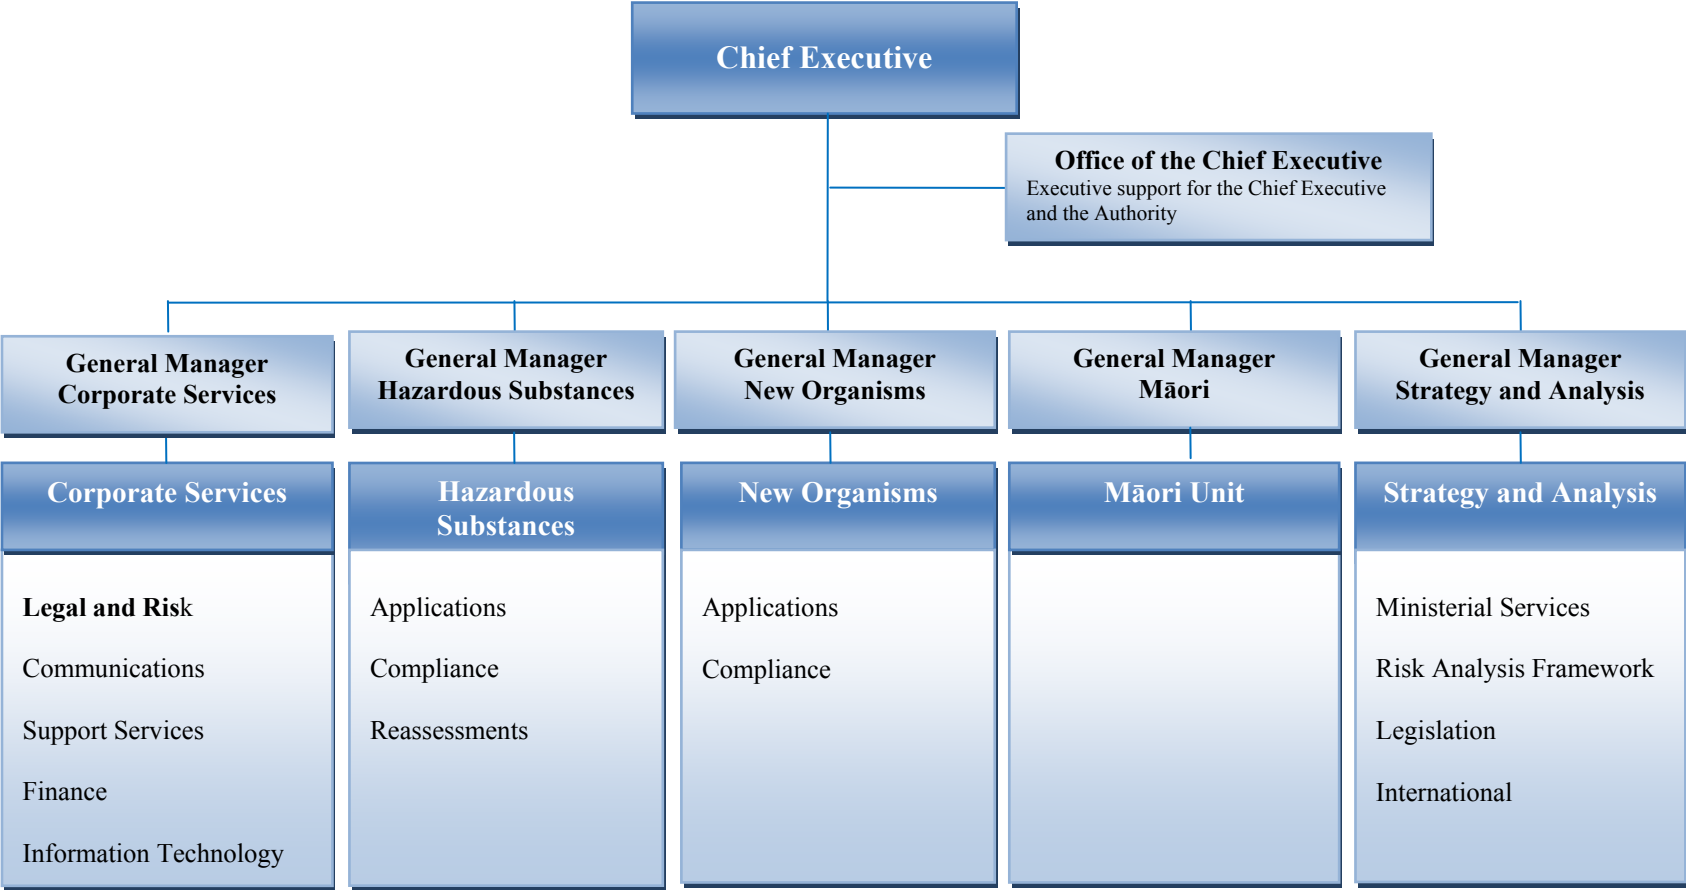 Chief Executive
Office of the Chief Executive
Executive support for the Chief Executive
and the Authority
General Manager
Corporate Services
General Manager
Hazardous Substances
General Manager
New Organisms
General Manager
Māori
General Manager
Strategy and Analysis
Corporate Services
Legal and Risk
Communications
Support Services
Finance
Information Technology
Hazardous
Substances
Applications
Compliance
Reassessments
New Organisms
Applications
Compliance
Māori Unit
Strategy and Analysis
Ministerial Services
Risk Analysis Framework
Legislation
International